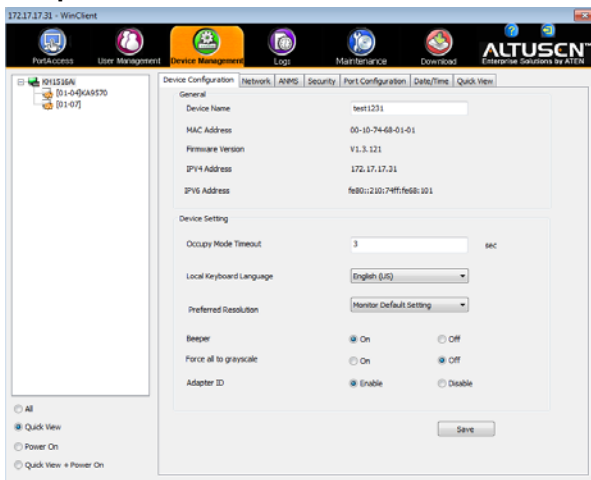 172.17.17.31 - WinClient
PortAccess User Management Device Management Logs Maintenance Download
ALTUSEN™
Enterprise Solutions by ATEN
KH1516Ai
[01-04]KA9570
[01-07]
Device Configuration Network ANMS Security Port Configuration Date/Time Quick View
General
Device Name test1231
MAC Address 00-10-74-68-01-01
Firmware Version V1.3.121
IPV4 Address 172.17.17.31
IPV6 Address fe80::210:74ff:fe68:101
Device Setting
Occupy Mode Timeout 3 sec
Local Keyboard Language English (US)
Preferred Resolution Monitor Default Setting
Beeper On Off
Force all to grayscale On Off
Adapter ID Enable Disable
Save
All
Quick View
Power On
Quick View + Power On